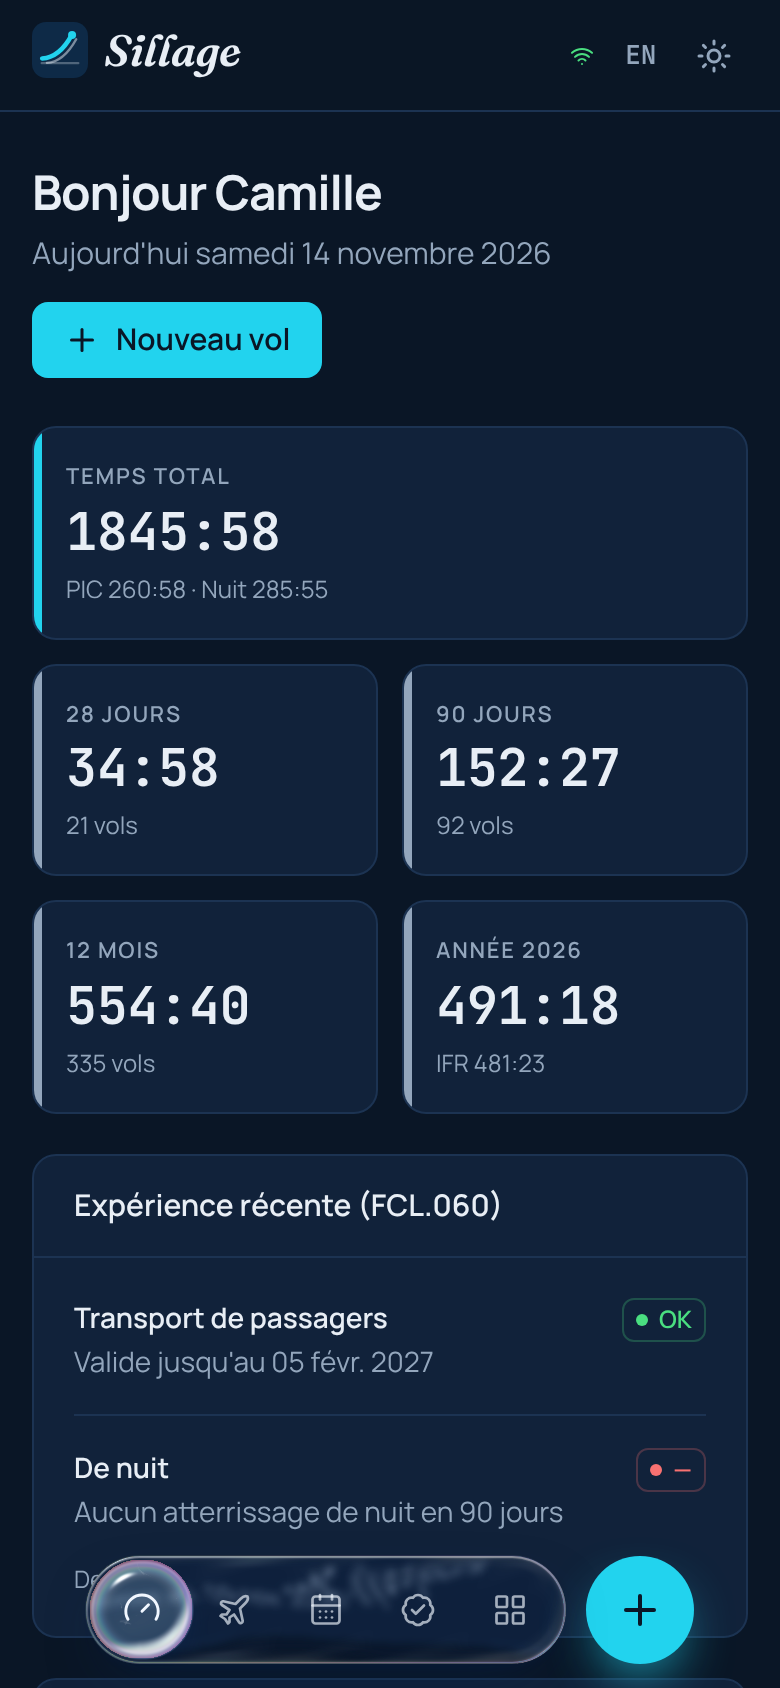 Sillage
EN
Bonjour Camille
Aujourd'hui samedi 14 novembre 2026
+ Nouveau vol
TEMPS TOTAL
1845:58
PIC 260:58 · Nuit 285:55
28 JOURS
34:58
21 vols
90 JOURS
152:27
92 vols
12 MOIS
554:40
335 vols
ANNÉE 2026
491:18
IFR 481:23
Expérience récente (FCL.060)
Transport de passagers
OK
Valide jusqu'au 05 févr. 2027
De nuit
—
Aucun atterrissage de nuit en 90 jours